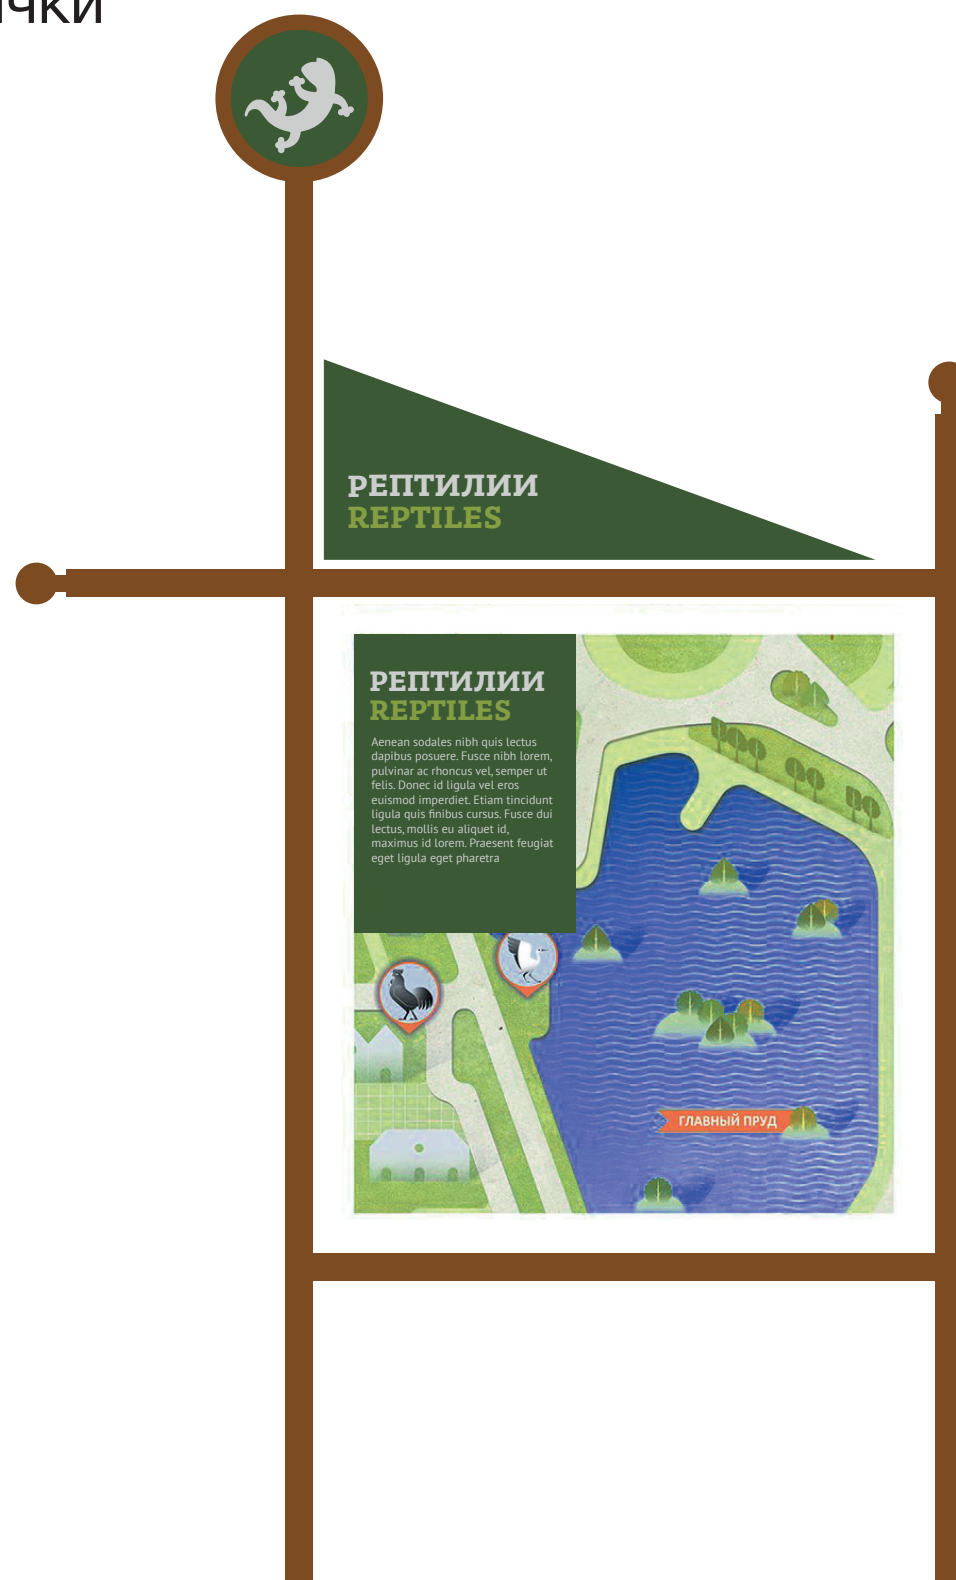 РЕПТИЛИИ
REPTILES
РЕПТИЛИИ
REPTILES
Aenean sodales nibh quis lectus
dapibus posuere. Fusce nibh lorem,
pulvinar ac rhoncus vel, semper ut
felis. Donec id ligula vel eros
euismod imperdiet. Etiam tincidunt
ligula quis finibus cursus. Fusce dui
lectus, mollis eu aliquet id,
maximus id lorem. Praesent feugiat
eget ligula eget pharetra
ГЛАВНЫЙ ПРУД